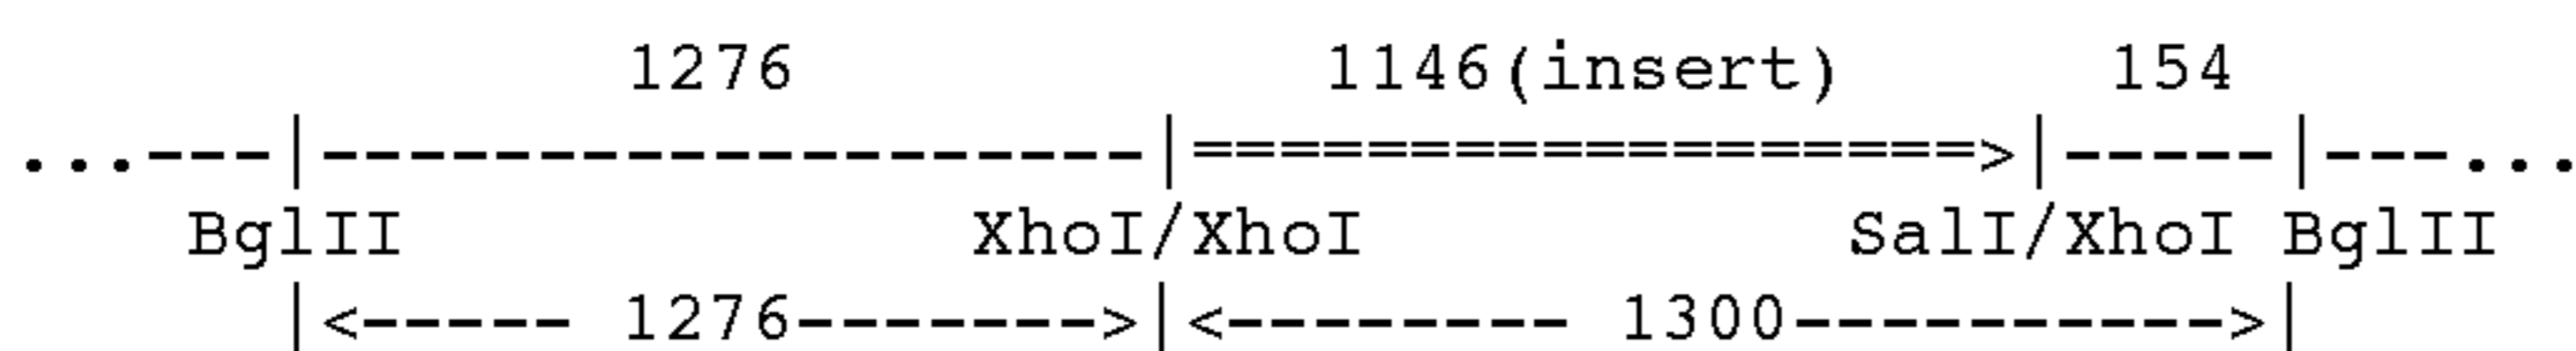 1276 1146(insert) 154
...---|-------------------|==================>|-----|---...
BglII XhoI/XhoI SalI/XhoI BglII
|<----- 1276------->|<-------- 1300---------->|